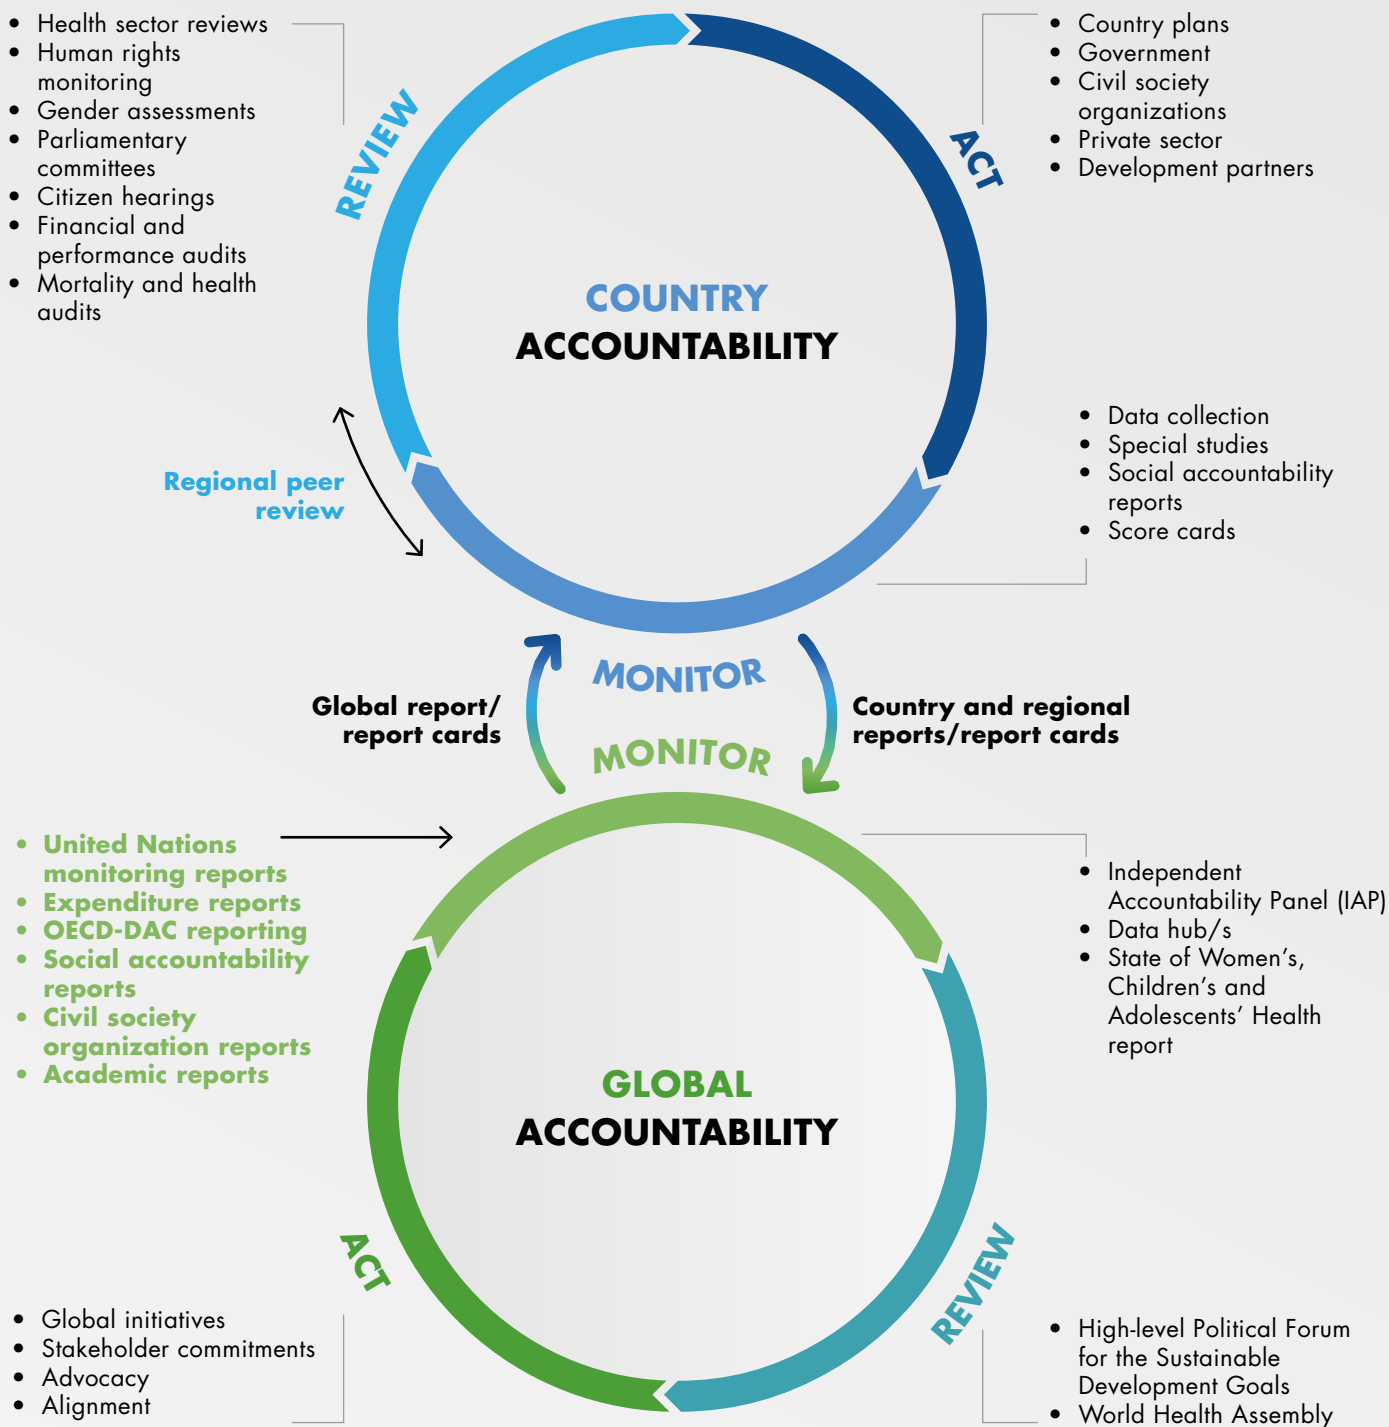 • Health sector reviews
• Human rights
monitoring
• Gender assessments
• Parliamentary
committees
• Citizen hearings
• Financial and
performance audits
• Mortality and health
audits
REVIEW
ACT
• Country plans
• Government
• Civil society
organizations
• Private sector
• Development partners
COUNTRY
ACCOUNTABILITY
Regional peer
review
• Data collection
• Special studies
• Social accountability
reports
• Score cards
MONITOR
Global report/
report cards
Country and regional
reports/report cards
MONITOR
• United Nations
monitoring reports
• Expenditure reports
• OECD-DAC reporting
• Social accountability
reports
• Civil society
organization reports
• Academic reports
• Independent
Accountability Panel (IAP)
• Data hub/s
• State of Women's,
Children's and
Adolescents' Health
report
GLOBAL
ACCOUNTABILITY
ACT
REVIEW
• Global initiatives
• Stakeholder commitments
• Advocacy
• Alignment
• High-level Political Forum
for the Sustainable
Development Goals
• World Health Assembly